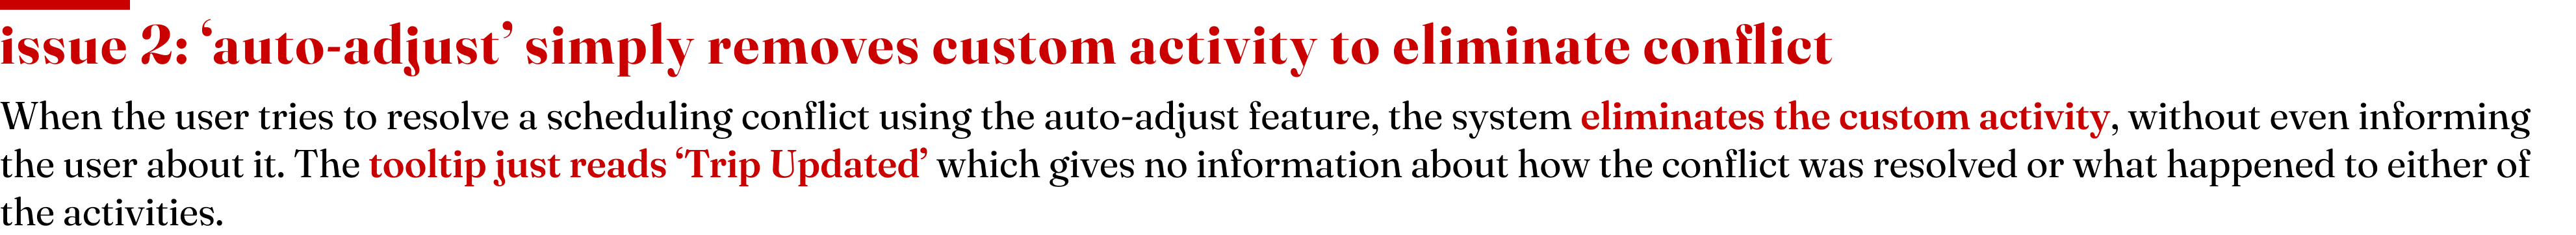 issue 2: ‘auto-adjust’ simply removes custom activity to eliminate conflict
When the user tries to resolve a scheduling conflict using the auto-adjust feature, the system eliminates the custom activity, without even informing
the user about it. The tooltip just reads ‘Trip Updated’ which gives no information about how the conflict was resolved or what happened to either of
the activities.